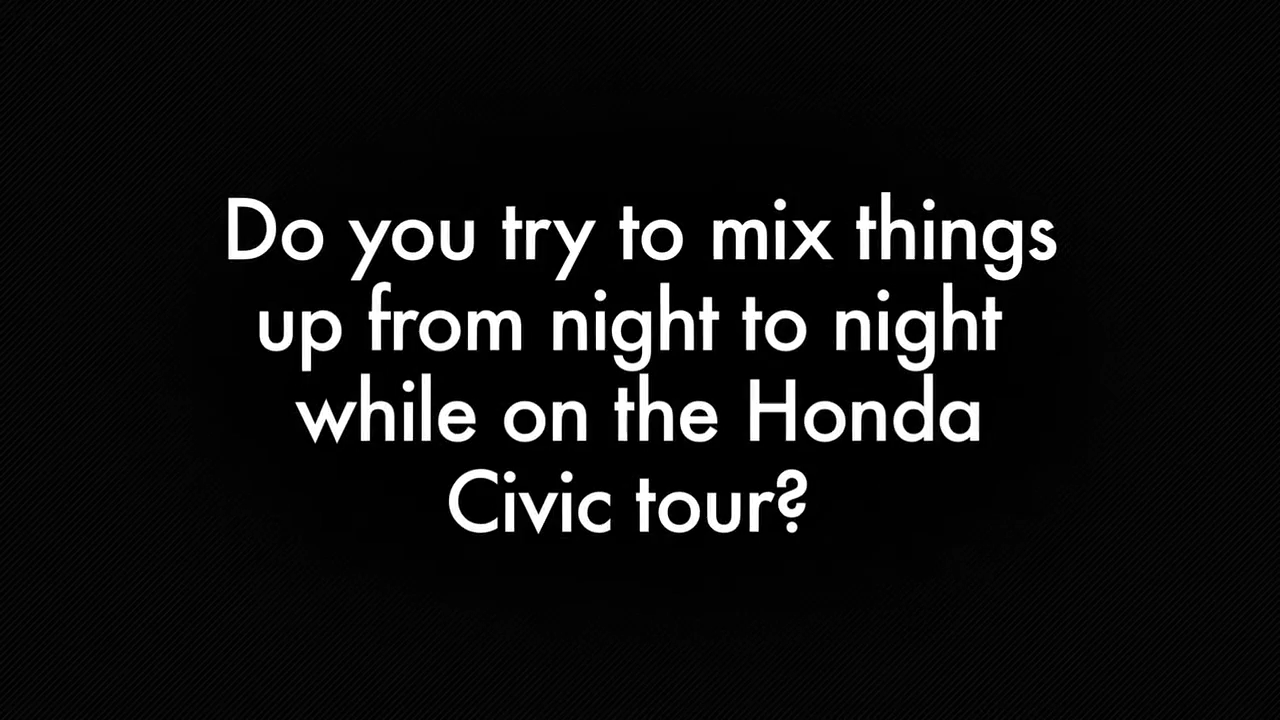 Do you try to mix things
up from night to night
while on the Honda
Civic tour?